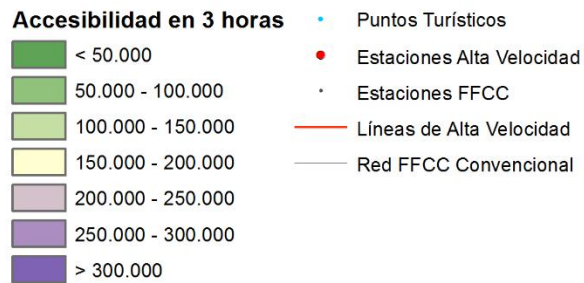 Accesibilidad en 3 horas
< 50.000
50.000 - 100.000
100.000 - 150.000
150.000 - 200.000
200.000 - 250.000
250.000 - 300.000
> 300.000
Puntos Turísticos
Estaciones Alta Velocidad
Estaciones FFCC
Líneas de Alta Velocidad
Red FFCC Convencional